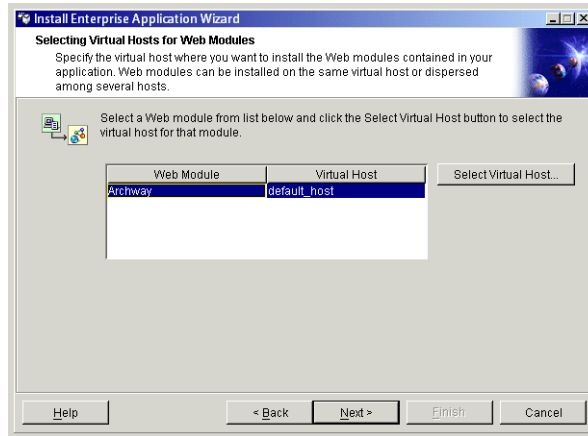 Install Enterprise Application Wizard
Selecting Virtual Hosts for Web Modules
Specify the virtual host where you want to install the Web modules contained in your
application. Web modules can be installed on the same virtual host or dispersed
among several hosts.
Select a Web module from list below and click the Select Virtual Host button to select the
virtual host for that module.
Web Module Virtual Host Select Virtual Host...
Archway default_host
Help < Back Next > Finish Cancel